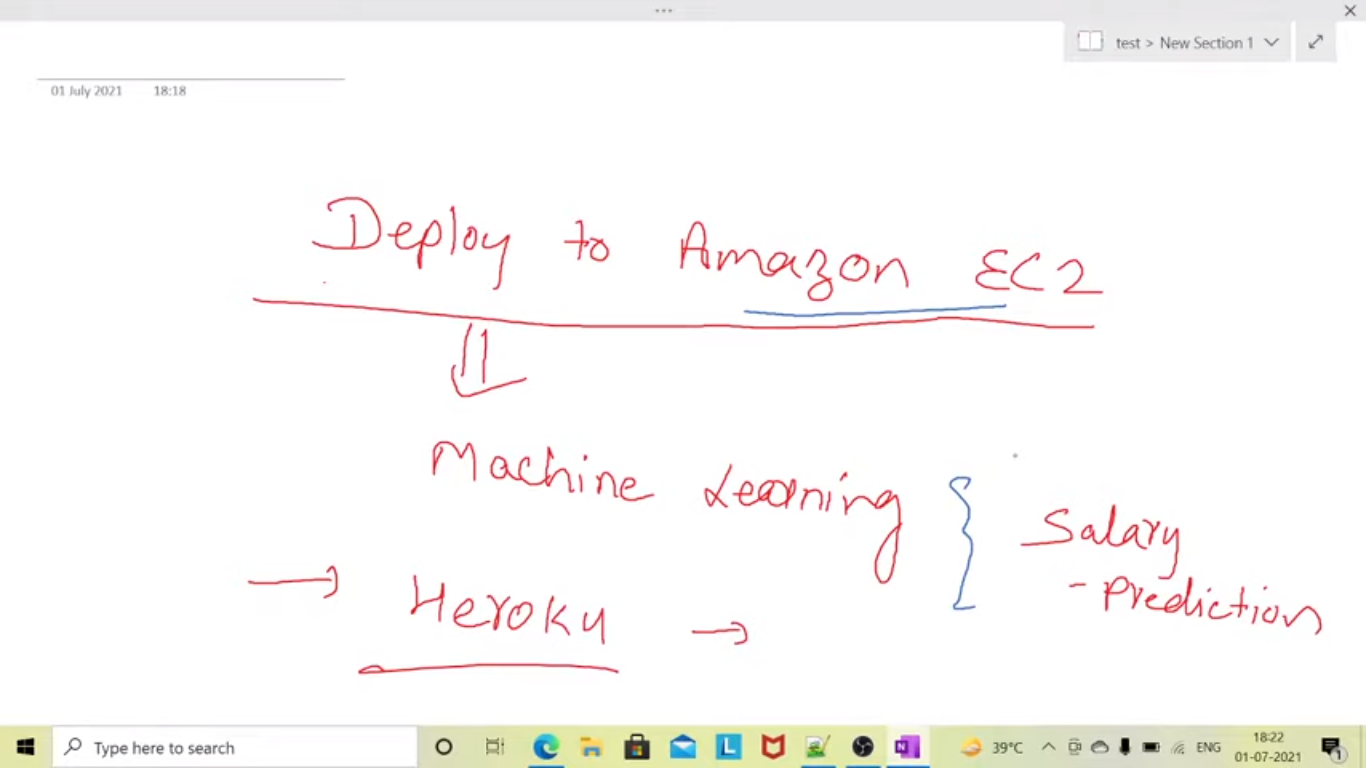 test > New Section 1
01 July 2021 18:18
Deploy to Amazon EC2
Machine Learning
Salary
- Prediction
Heroku
Type here to search
39°C
ENG
18:22
01-07-2021
1